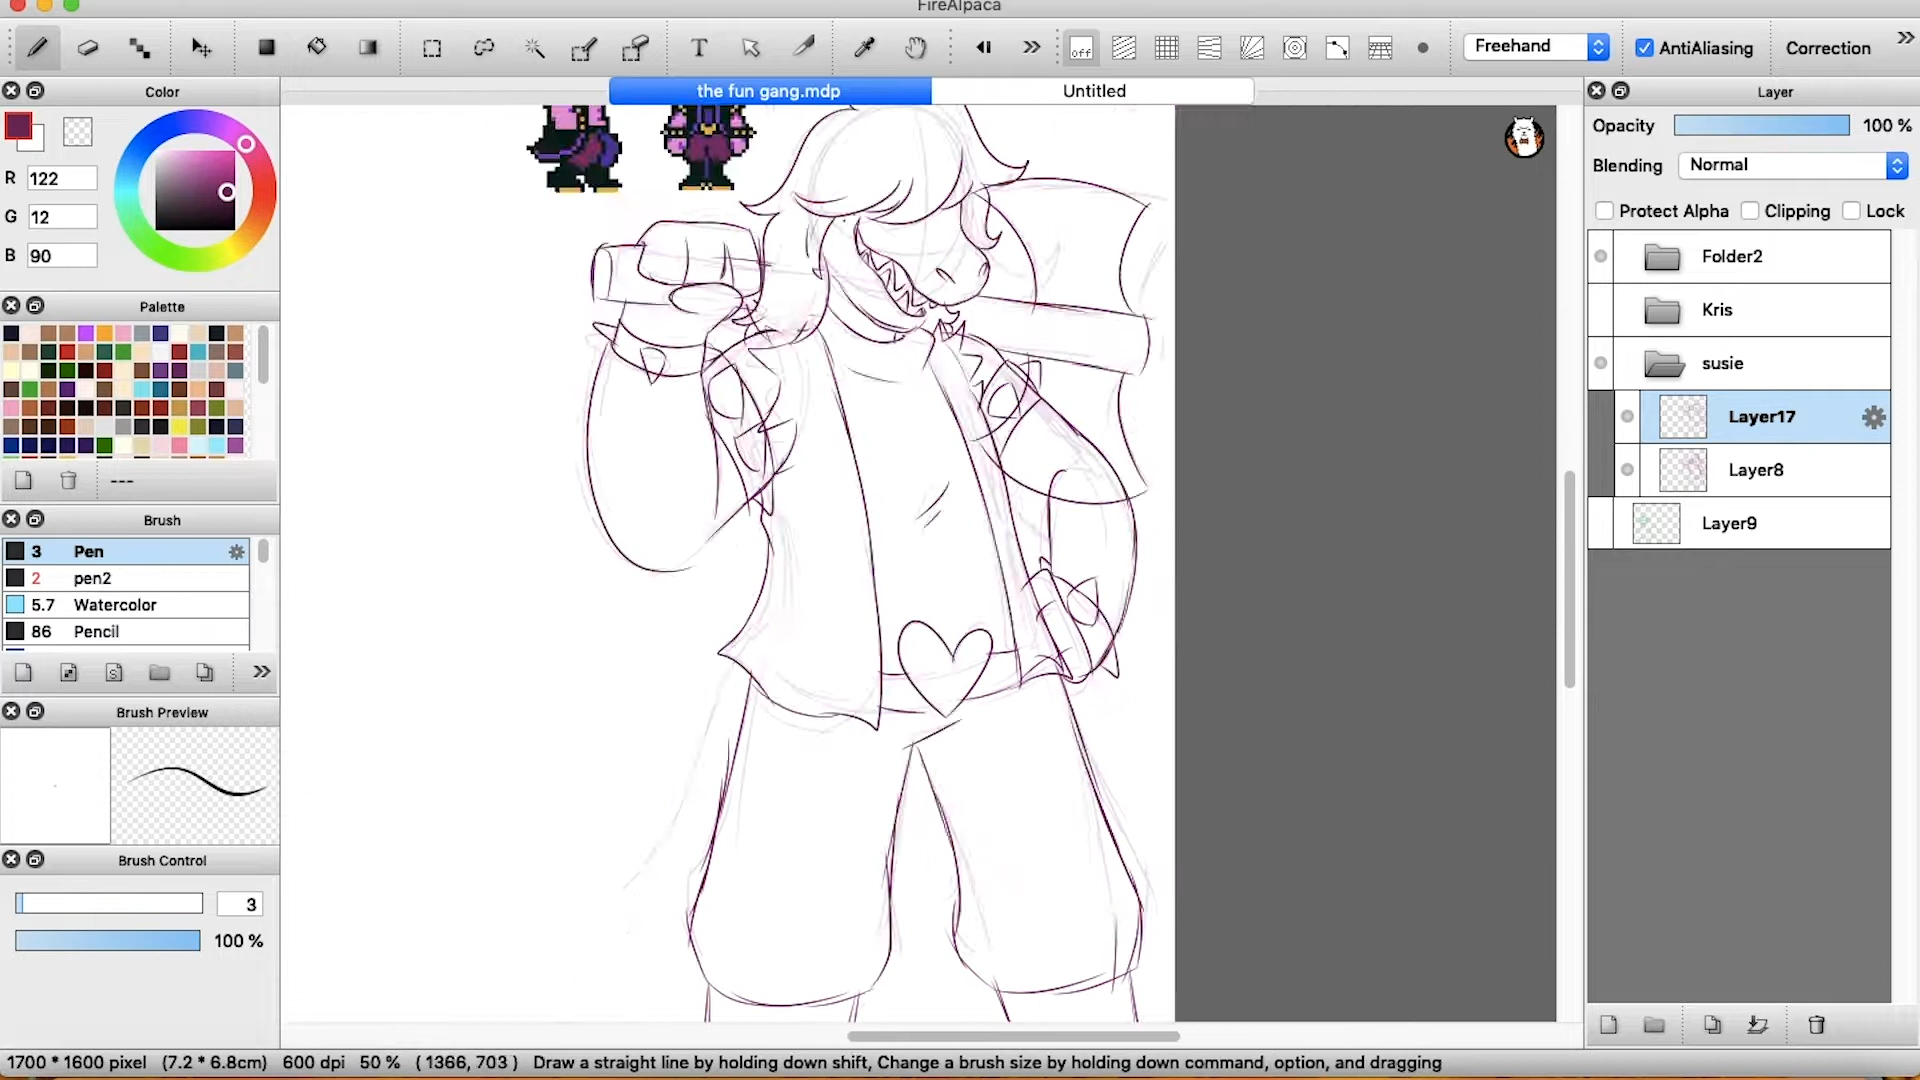 FireAlpaca
off
Freehand
AntiAliasing
Correction
Color
the fun gang.mdp
Untitled
Layer
R 122
G 12
B 90
Opacity 100 %
Blending Normal
Protect Alpha Clipping Lock
Palette
---
Folder2
Kris
susie
Layer17
Layer8
Layer9
Brush
3 Pen
2 pen2
5.7 Watercolor
86 Pencil
Brush Preview
Brush Control
3
100 %
1700 * 1600 pixel (7.2 * 6.8cm) 600 dpi 50 % ( 1366, 703 ) Draw a straight line by holding down shift, Change a brush size by holding down command, option, and dragging